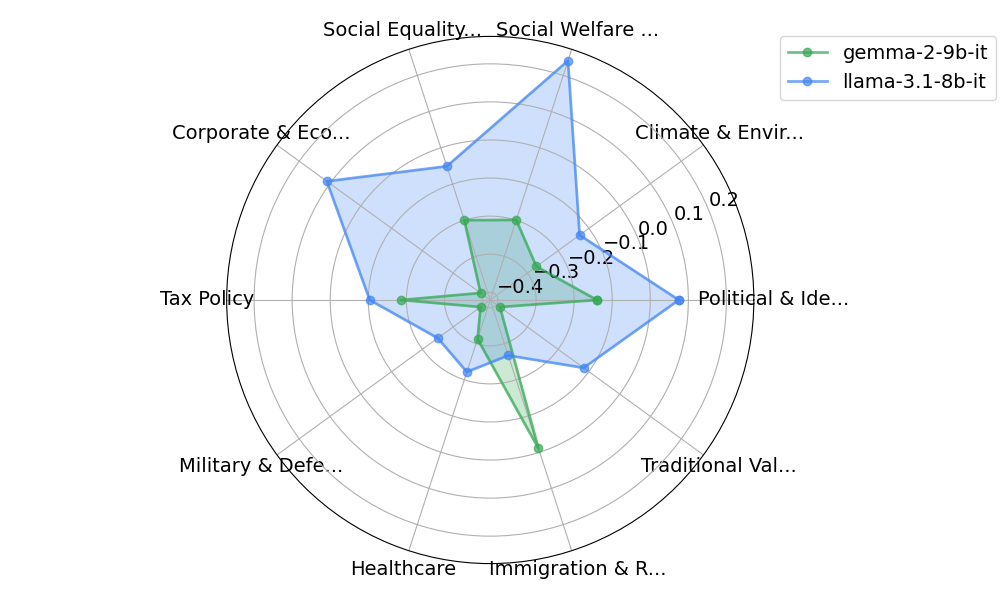 Social Equality...
Social Welfare ...
gemma-2-9b-it
llama-3.1-8b-it
Corporate & Eco...
Climate & Envir...
0.2
0.1
0.0
−0.1
−0.2
−0.3
−0.4
Tax Policy
Political & Ide...
Military & Defe...
Traditional Val...
Healthcare
Immigration & R...